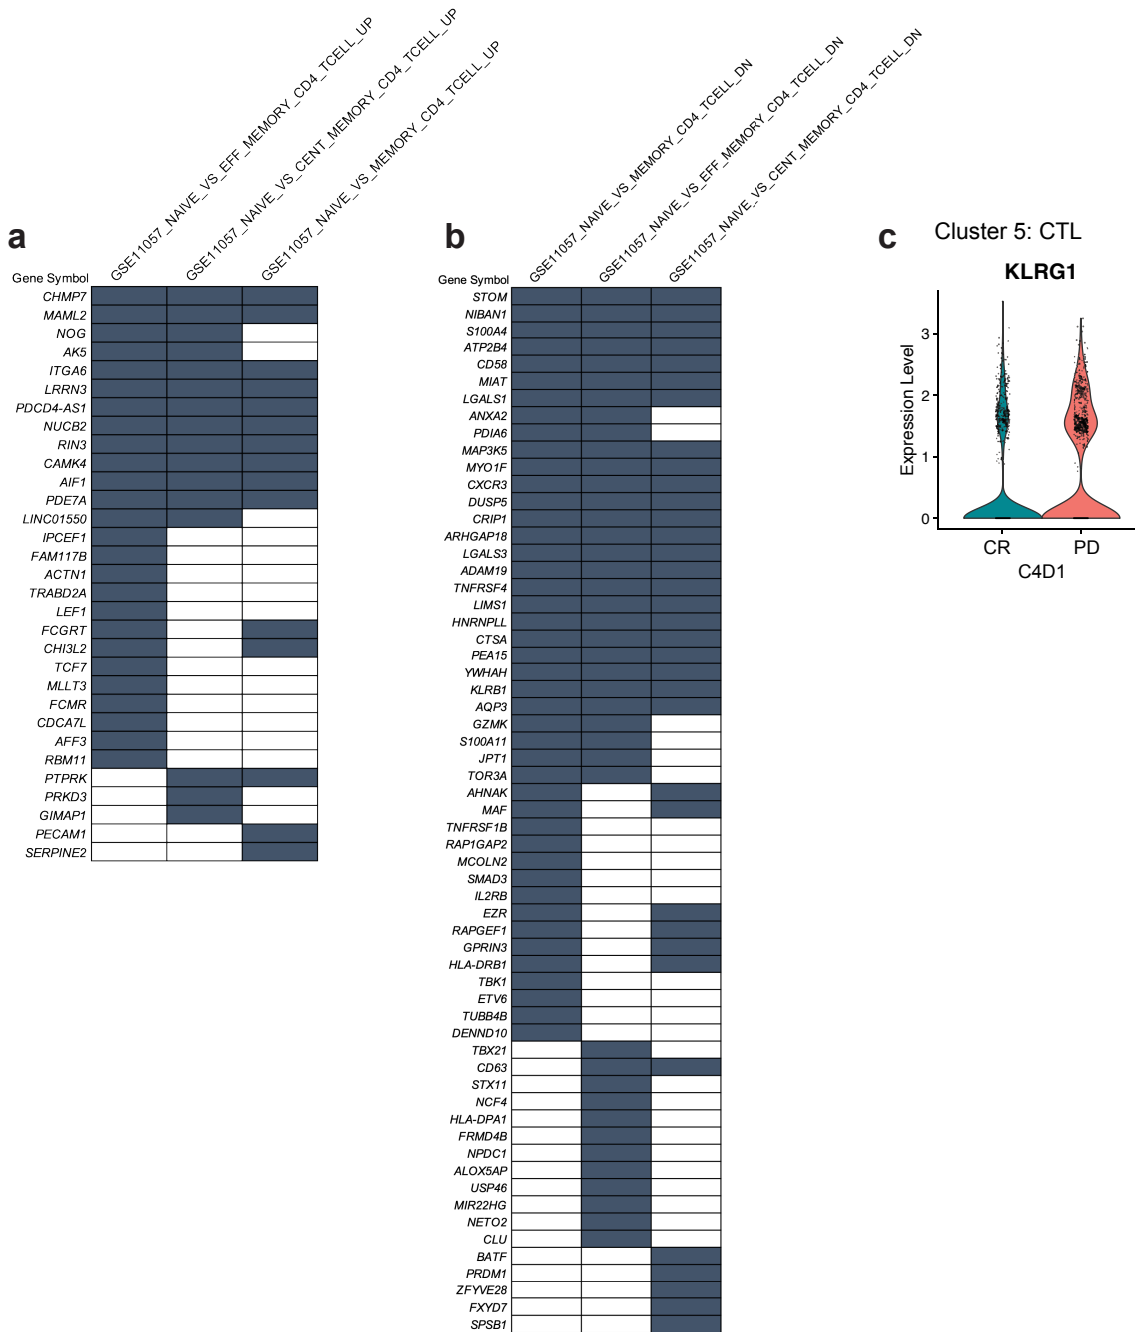 a
GSE11057_NAIVE_VS_EFF_MEMORY_CD4_TCELL_UP
GSE11057_NAIVE_VS_CENT_MEMORY_CD4_TCELL_UP
GSE11057_NAIVE_VS_MEMORY_CD4_TCELL_UP
Gene Symbol
CHMP7
MAML2
NOG
AK5
ITGA6
LRRN3
PDCD4-AS1
NUCB2
RIN3
CAMK4
AIF1
PDE7A
LINC01550
IPCEF1
FAM117B
ACTN1
TRABD2A
LEF1
FCGRT
CHI3L2
TCF7
MLLT3
FCMR
CDCA7L
AFF3
RBM11
PTPRK
PRKD3
GIMAP1
PECAM1
SERPINE2
b
GSE11057_NAIVE_VS_MEMORY_CD4_TCELL_DN
GSE11057_NAIVE_VS_EFF_MEMORY_CD4_TCELL_DN
GSE11057_NAIVE_VS_CENT_MEMORY_CD4_TCELL_DN
Gene Symbol
STOM
NIBAN1
S100A4
ATP2B4
CD58
MIAT
LGALS1
ANXA2
PDIA6
MAP3K5
MYO1F
CXCR3
DUSP5
CRIP1
ARHGAP18
LGALS3
ADAM19
TNFRSF4
LIMS1
HNRNPLL
CTSA
PEA15
YWHAH
KLRB1
AQP3
GZMK
S100A11
JPT1
TOR3A
AHNAK
MAF
TNFRSF1B
RAP1GAP2
MCOLN2
SMAD3
IL2RB
EZR
RAPGEF1
GPRIN3
HLA-DRB1
TBK1
ETV6
TUBB4B
DENND10
TBX21
CD63
STX11
NCF4
HLA-DPA1
FRMD4B
NPDC1
ALOX5AP
USP46
MIR22HG
NETO2
CLU
BATF
PRDM1
ZFYVE28
FXYD7
SPSB1
c
Cluster 5: CTL
KLRG1
Expression Level
3
2
1
0
CR PD
C4D1